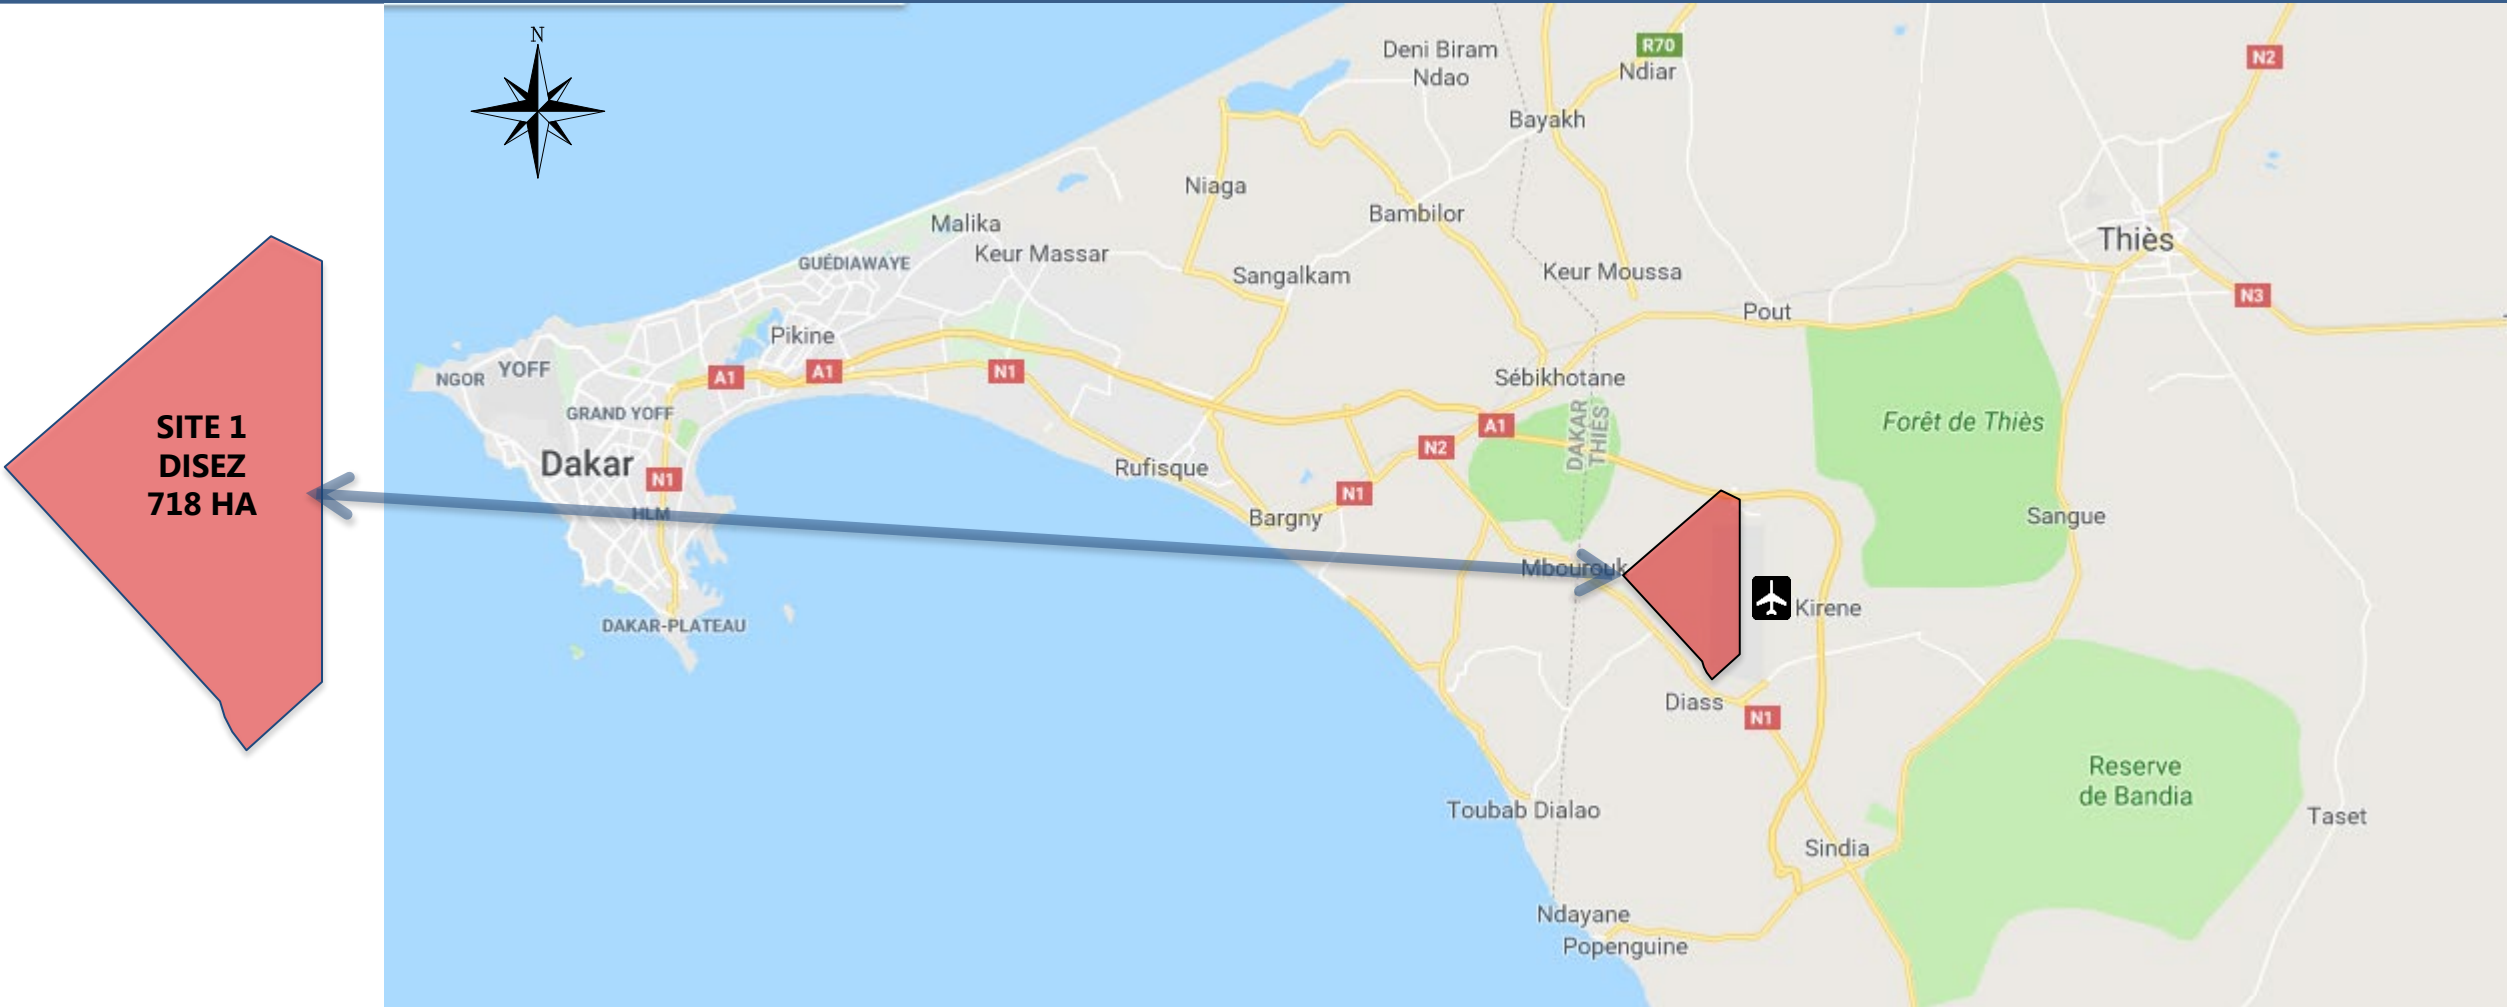 N
Deni Biram
Ndao
R70
Ndiar
N2
Bayakh
Niaga
Bambilor
Malika
Keur Massar
GUÉDIAWAYE
Sangalkam
Keur Moussa
Thiès
N3
Pout
Pikine
YOFF
NGOR
A1
A1
N1
Sébikhotane
GRAND YOFF
DAKAR
THIÈS
A1
N2
Forêt de Thiès
SITE 1
DISEZ
718 HA
Dakar
N1
HLM
Rufisque
N1
Bargny
Sangue
Mbourouk
Kirene
DAKAR-PLATEAU
Diass
N1
Reserve
de Bandia
Toubab Dialao
Taset
Sindia
Ndayane
Popenguine